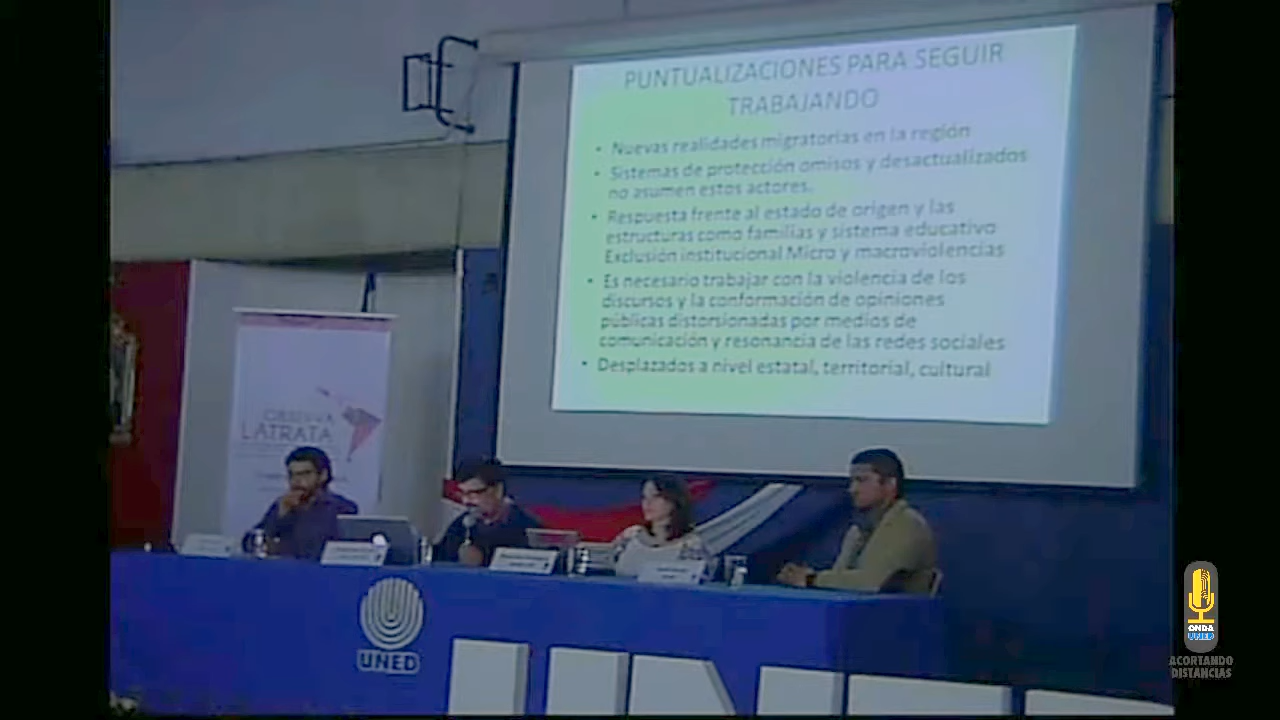 PUNTUALIZACIONES PARA SEGUIR
TRABAJANDO
• Nuevas realidades migratorias en la región
• Sistemas de protección omisos y desactualizados
no asumen estos actores.
• Respuesta frente al estado de origen y las
estructuras como familias y sistema educativo
Exclusión institucional Micro y macroviolencias
• Es necesario trabajar con la violencia de los
discursos y la conformación de opiniones
públicas distorsionadas por medios de
comunicación y resonancia de las redes sociales
• Desplazados a nivel estatal, territorial, cultural
LATRATA
UNED
ONDA
UNED
ACORTANDO
DISTANCIAS